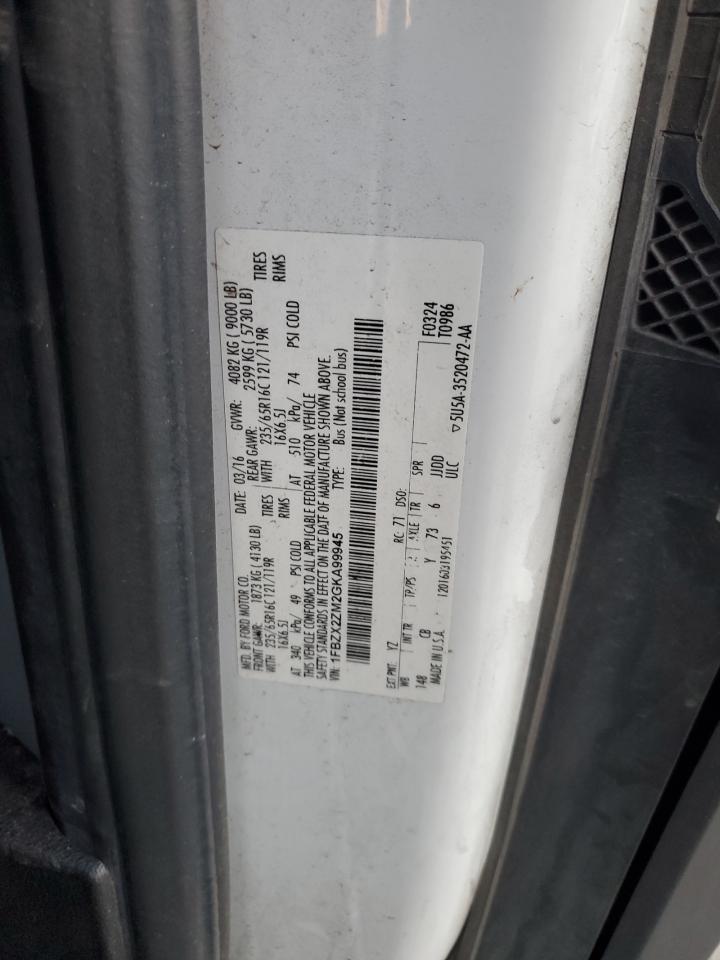 MFD. BY FORD MOTOR CO.
DATE: 03/16 GVWR: 4082 KG ( 9000 LB)
FRONT GAWR: 1873 KG (4130 LB) REAR GAWR: 2599 KG ( 5730 LB)
WITH 235/65R16C 121/119R TIRES WITH 235/65R16C 121/119R TIRES
16X6.5J RIMS 16X6.5J RIMS
AT 340 kPa/ 49 PSI COLD AT 510 kPa/ 74 PSI COLD
THIS VEHICLE CONFORMS TO ALL APPLICABLE FEDERAL MOTOR VEHICLE
SAFETY STANDARDS IN EFFECT ON THE DATE OF MANUFACTURE SHOWN ABOVE.
VIN: 1FBZX2ZM2GKA99945 TYPE: Bus (Not school bus)
EXT PNT: YZ RC: 71 DSO:
WB INT TR TP/PS AXLE TR SPR F0324
148 CB Y 73 6 JJDD T0986
MADE IN U.S.A. 120160319545I ULC ▽5U5A-3520472-AA